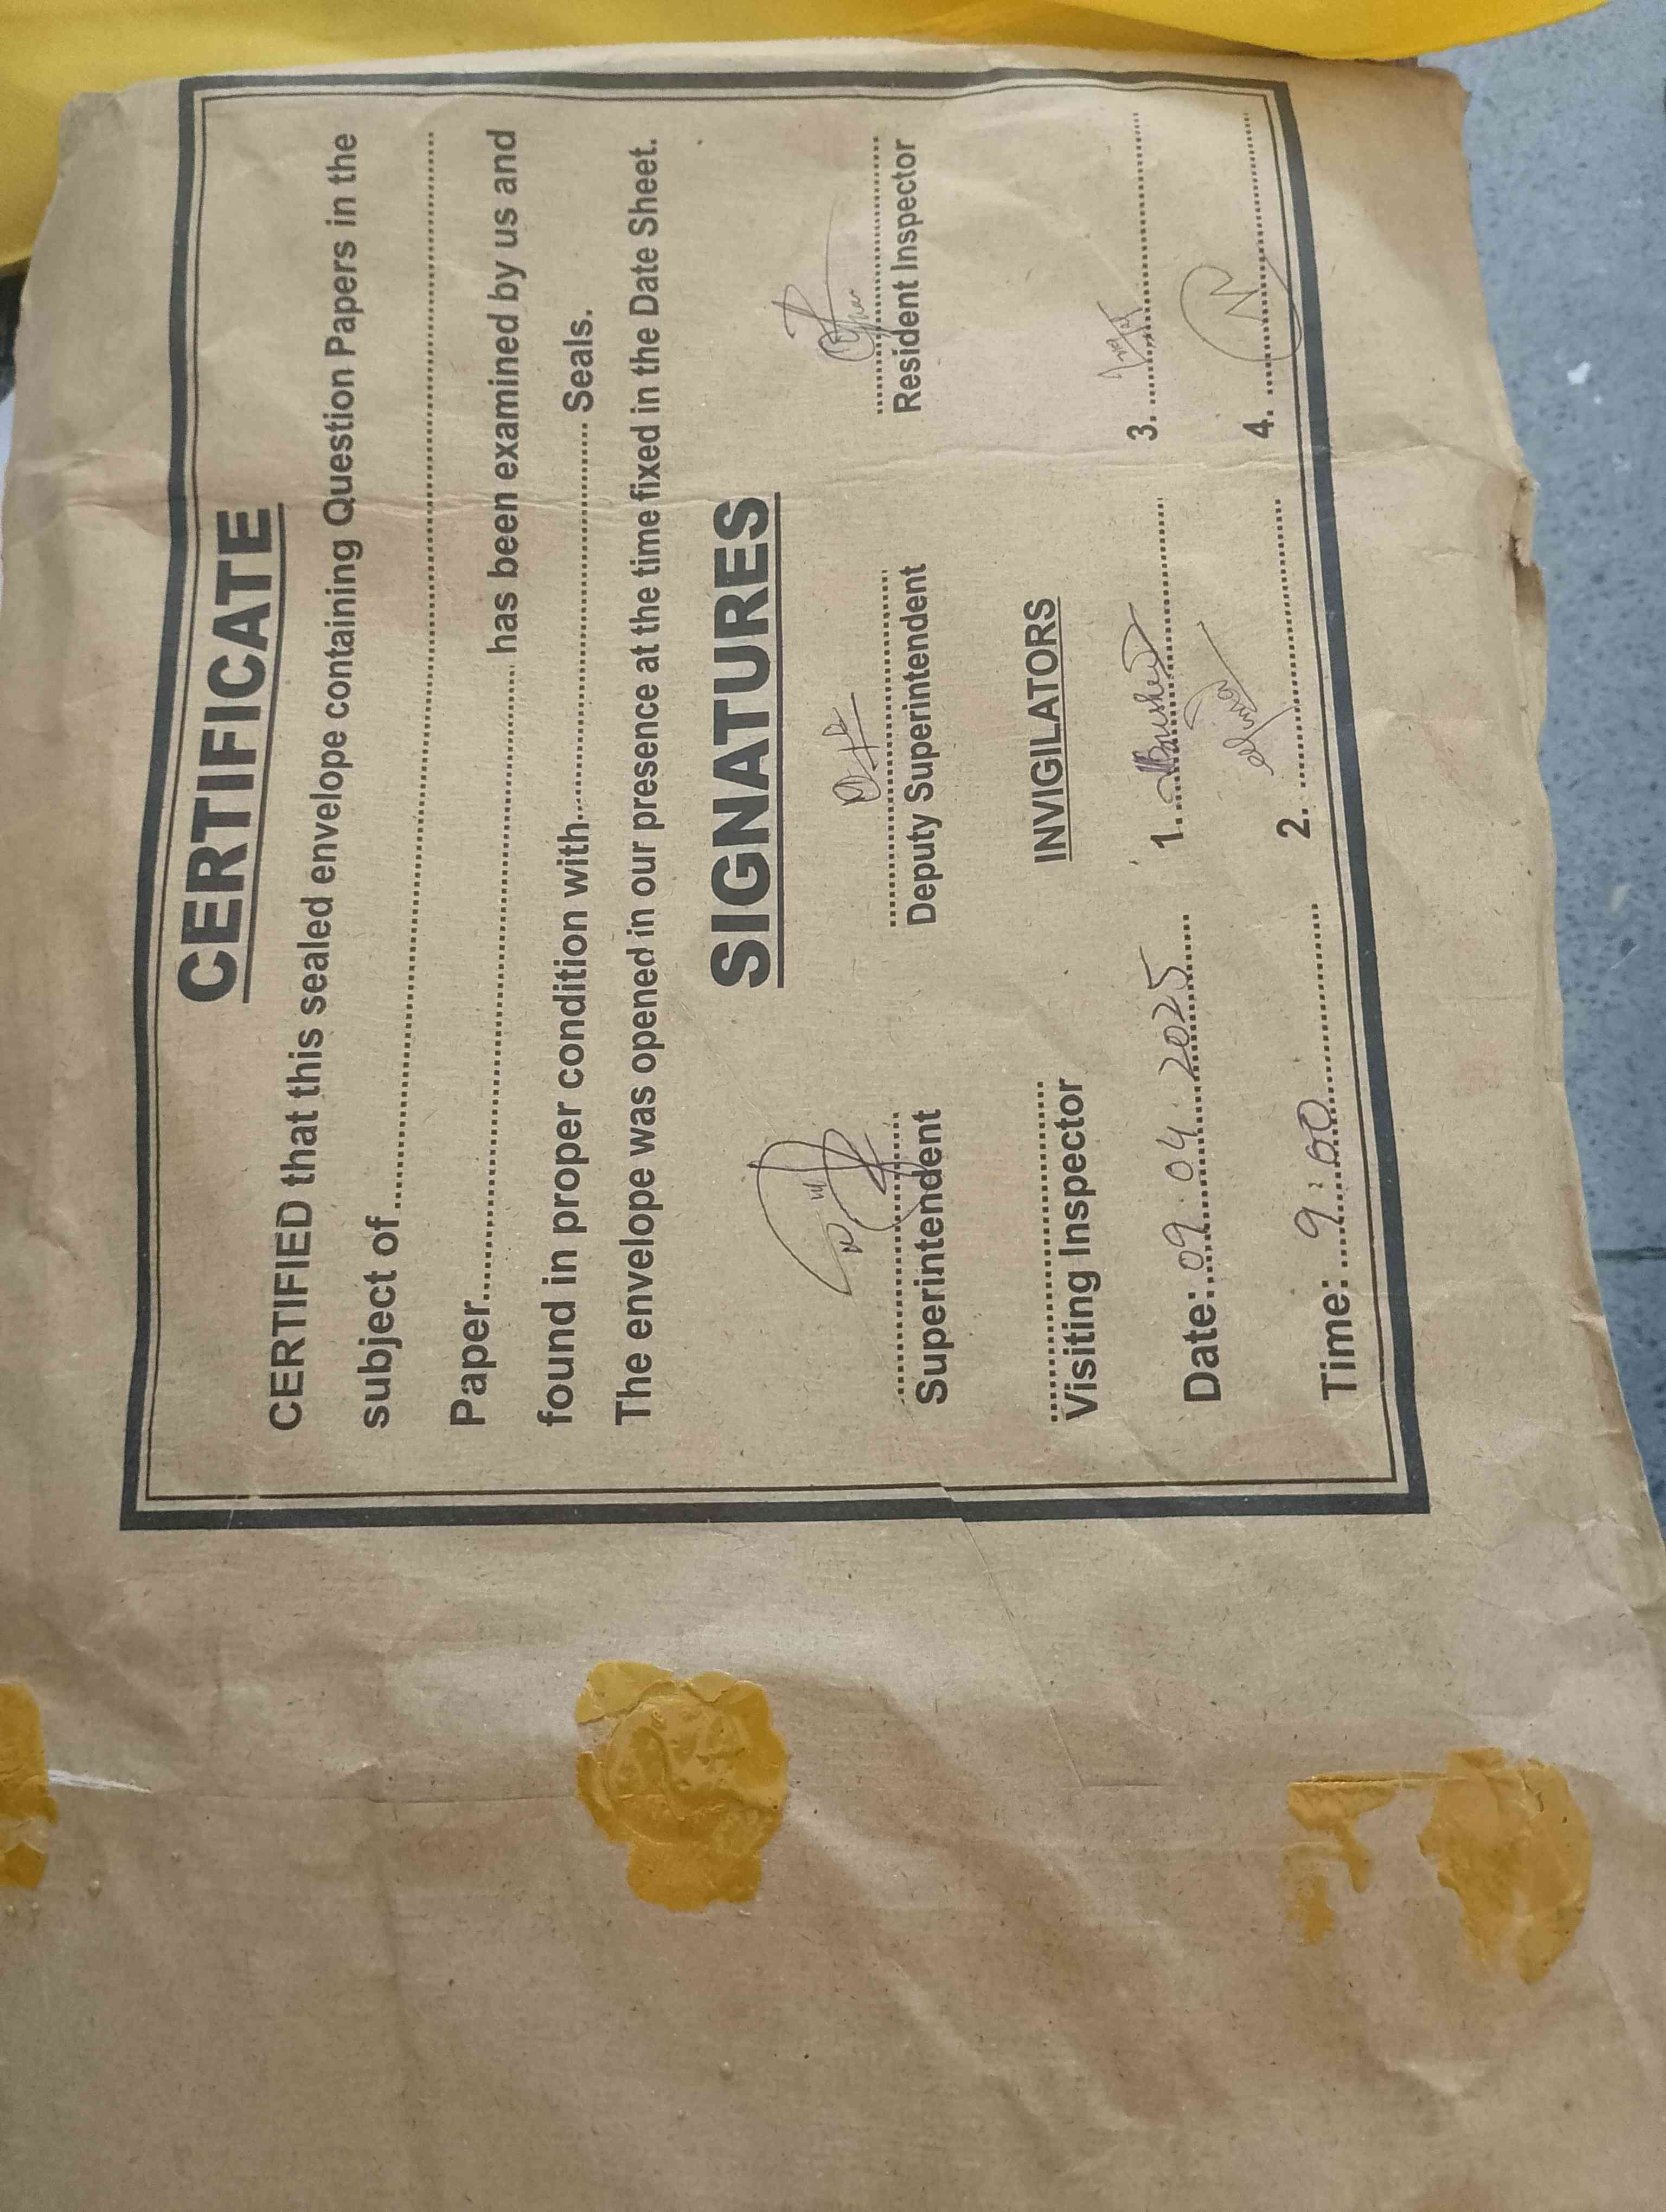 CERTIFICATE
CERTIFIED that this sealed envelope containing Question Papers in the
subject of........................................................................
Paper........................................ has been examined by us and
found in proper condition with........................................ Seals.
The envelope was opened in our presence at the time fixed in the Date Sheet.
SIGNATURES
Superintendent Deputy Superintendent Resident Inspector
Visiting Inspector INVIGILATORS
Date: 09.04.2025 1. 3.
Time: 9:00 2. 4.